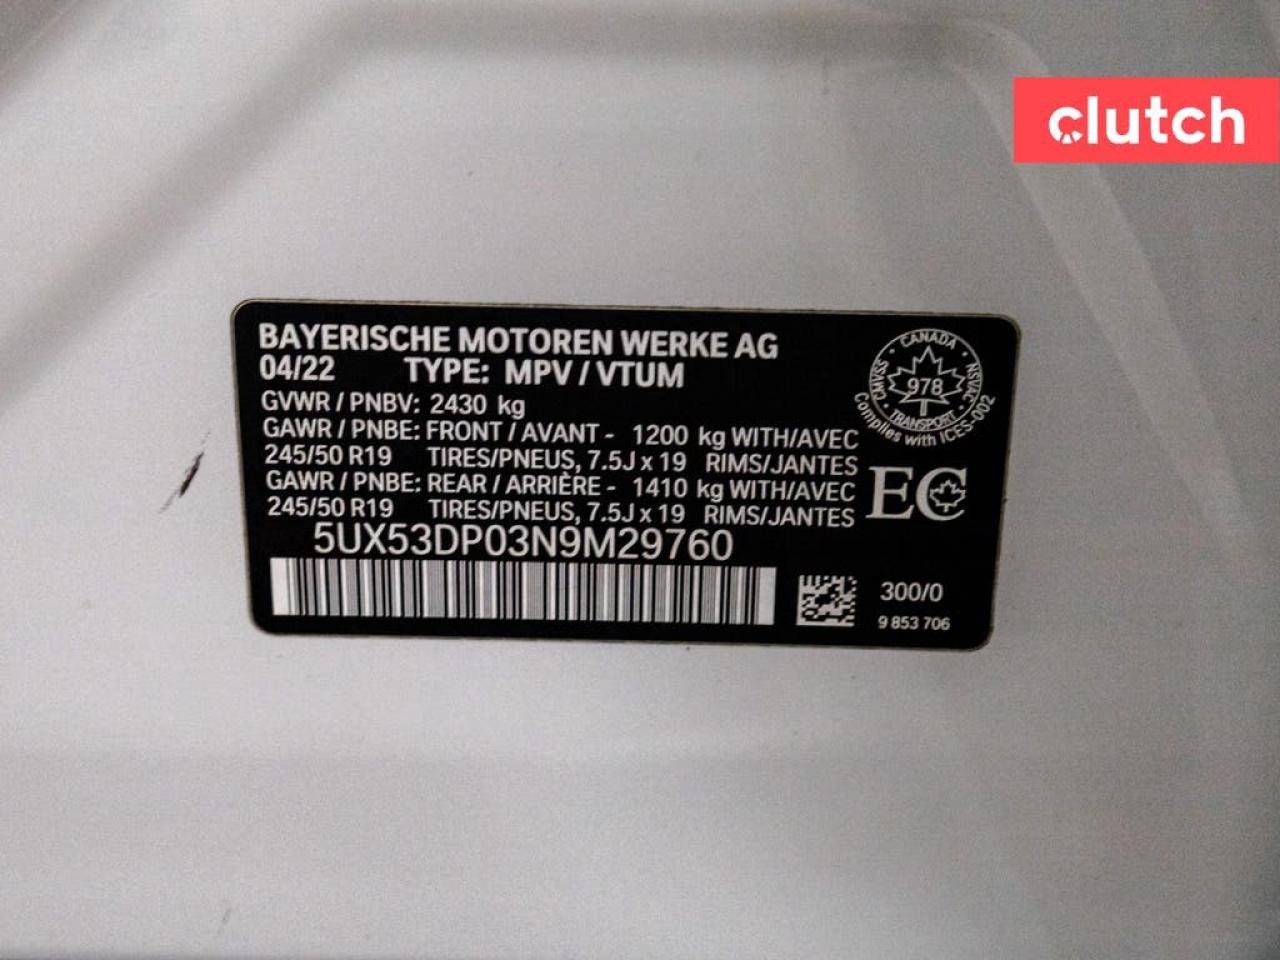 clutch
BAYERISCHE MOTOREN WERKE AG
04/22 TYPE: MPV / VTUM
GVWR / PNBV: 2430 kg
GAWR / PNBE: FRONT / AVANT - 1200 kg WITH/AVEC
245/50 R19 TIRES/PNEUS, 7.5J x 19 RIMS/JANTES
GAWR / PNBE: REAR / ARRIÈRE - 1410 kg WITH/AVEC
245/50 R19 TIRES/PNEUS, 7.5J x 19 RIMS/JANTES
5UX53DP03N9M29760
CANADA
CMVSS
978
NSVAC
TRANSPORT
Complies with ICES-002
EC
300/0
9 853 706